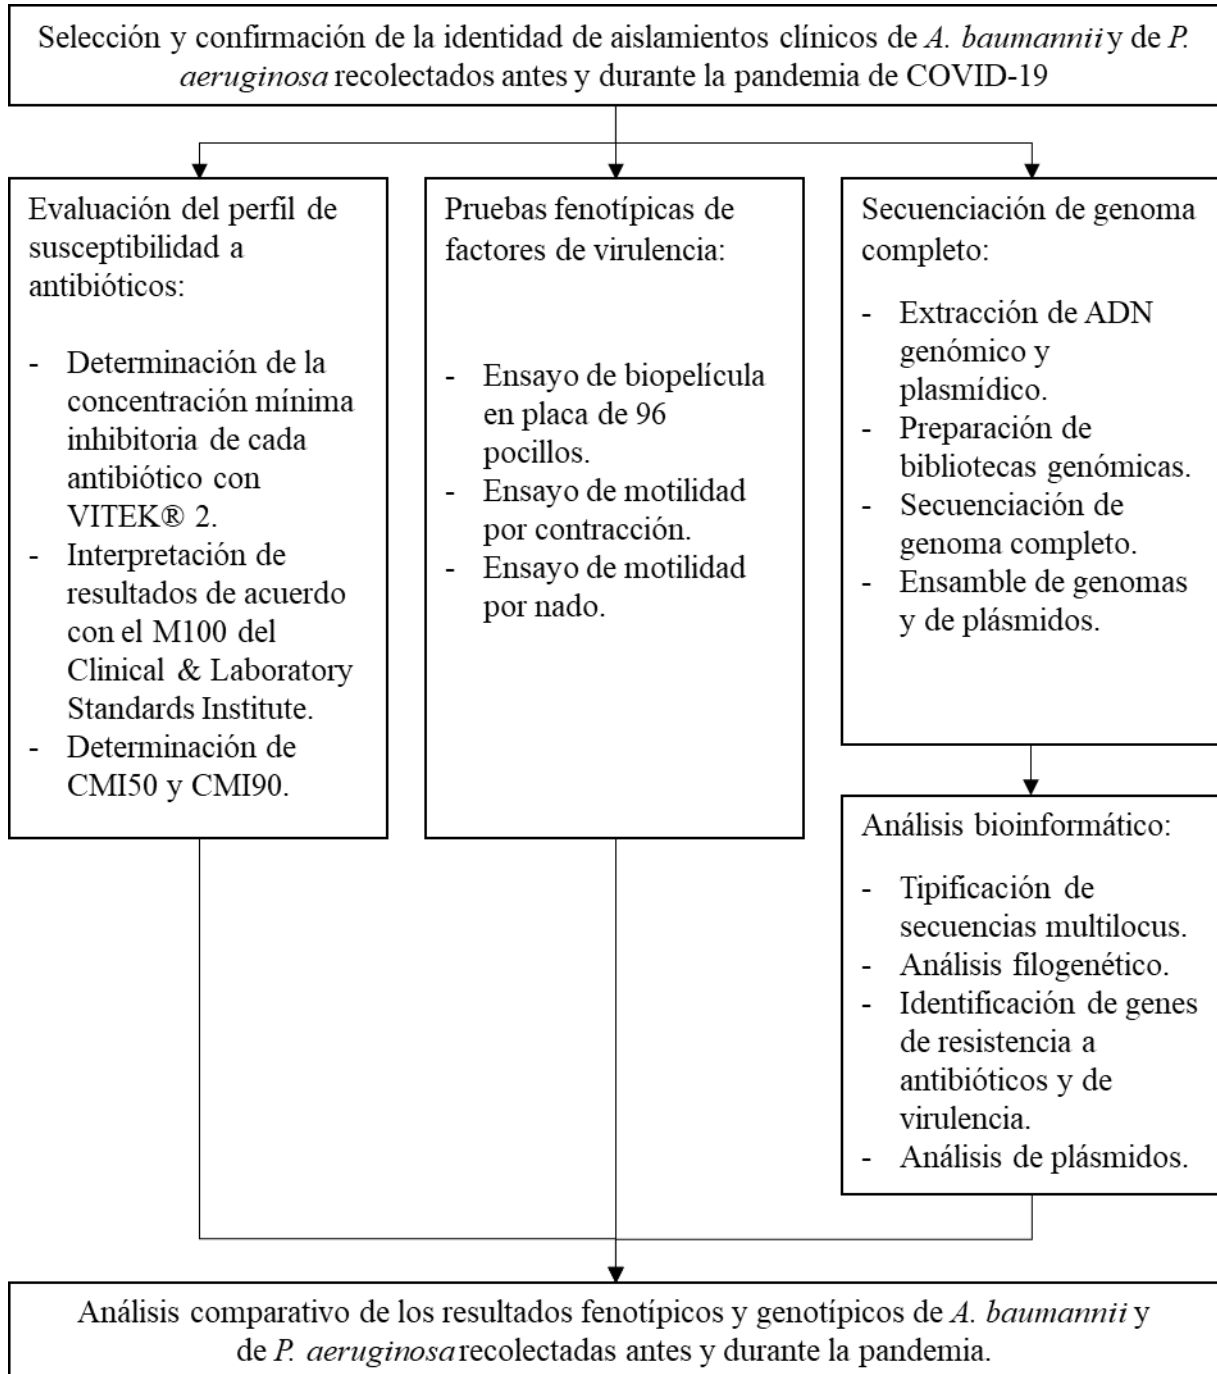 Selección y confirmación de la identidad de aislamientos clínicos de A. baumannii y de P.
aeruginosa recolectados antes y durante la pandemia de COVID-19
Evaluación del perfil de
susceptibilidad a
antibióticos:
- Determinación de la
concentración mínima
inhibitoria de cada
antibiótico con
VITEK® 2.
- Interpretación de
resultados de acuerdo
con el M100 del
Clinical & Laboratory
Standards Institute.
- Determinación de
CMI50 y CMI90.
Pruebas fenotípicas de
factores de virulencia:
- Ensayo de biopelícula
en placa de 96
pocillos.
- Ensayo de motilidad
por contracción.
- Ensayo de motilidad
por nado.
Secuenciación de genoma
completo:
- Extracción de ADN
genómico y
plasmídico.
- Preparación de
bibliotecas genómicas.
- Secuenciación de
genoma completo.
- Ensamble de genomas
y de plásmidos.
Análisis bioinformático:
- Tipificación de
secuencias multilocus.
- Análisis filogenético.
- Identificación de genes
de resistencia a
antibióticos y de
virulencia.
- Análisis de plásmidos.
Análisis comparativo de los resultados fenotípicos y genotípicos de A. baumannii y
de P. aeruginosa recolectadas antes y durante la pandemia.